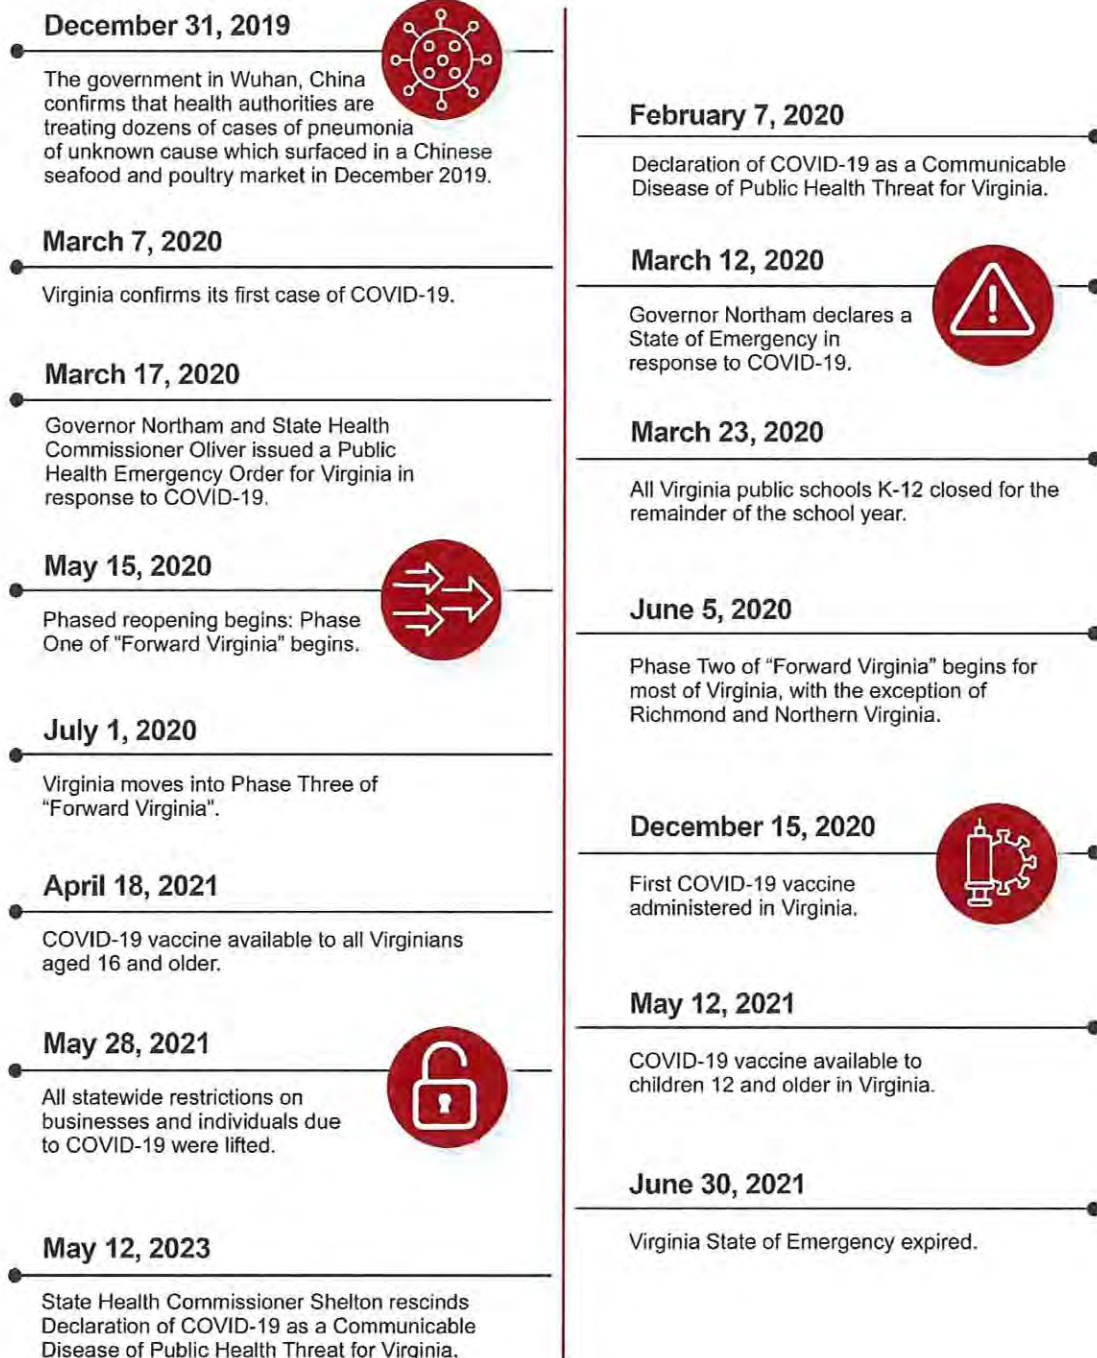 December 31, 2019
The government in Wuhan, China
confirms that health authorities are
treating dozens of cases of pneumonia
of unknown cause which surfaced in a Chinese
seafood and poultry market in December 2019.
February 7, 2020
Declaration of COVID-19 as a Communicable
Disease of Public Health Threat for Virginia.
March 7, 2020
Virginia confirms its first case of COVID-19.
March 12, 2020
Governor Northam declares a
State of Emergency in
response to COVID-19.
March 17, 2020
Governor Northam and State Health
Commissioner Oliver issued a Public
Health Emergency Order for Virginia in
response to COVID-19.
March 23, 2020
All Virginia public schools K-12 closed for the
remainder of the school year.
May 15, 2020
Phased reopening begins: Phase
One of "Forward Virginia" begins.
June 5, 2020
Phase Two of "Forward Virginia" begins for
most of Virginia, with the exception of
Richmond and Northern Virginia.
July 1, 2020
Virginia moves into Phase Three of
"Forward Virginia".
December 15, 2020
First COVID-19 vaccine
administered in Virginia.
April 18, 2021
COVID-19 vaccine available to all Virginians
aged 16 and older.
May 12, 2021
COVID-19 vaccine available to
children 12 and older in Virginia.
May 28, 2021
All statewide restrictions on
businesses and individuals due
to COVID-19 were lifted.
June 30, 2021
Virginia State of Emergency expired.
May 12, 2023
State Health Commissioner Shelton rescinds
Declaration of COVID-19 as a Communicable
Disease of Public Health Threat for Virginia.